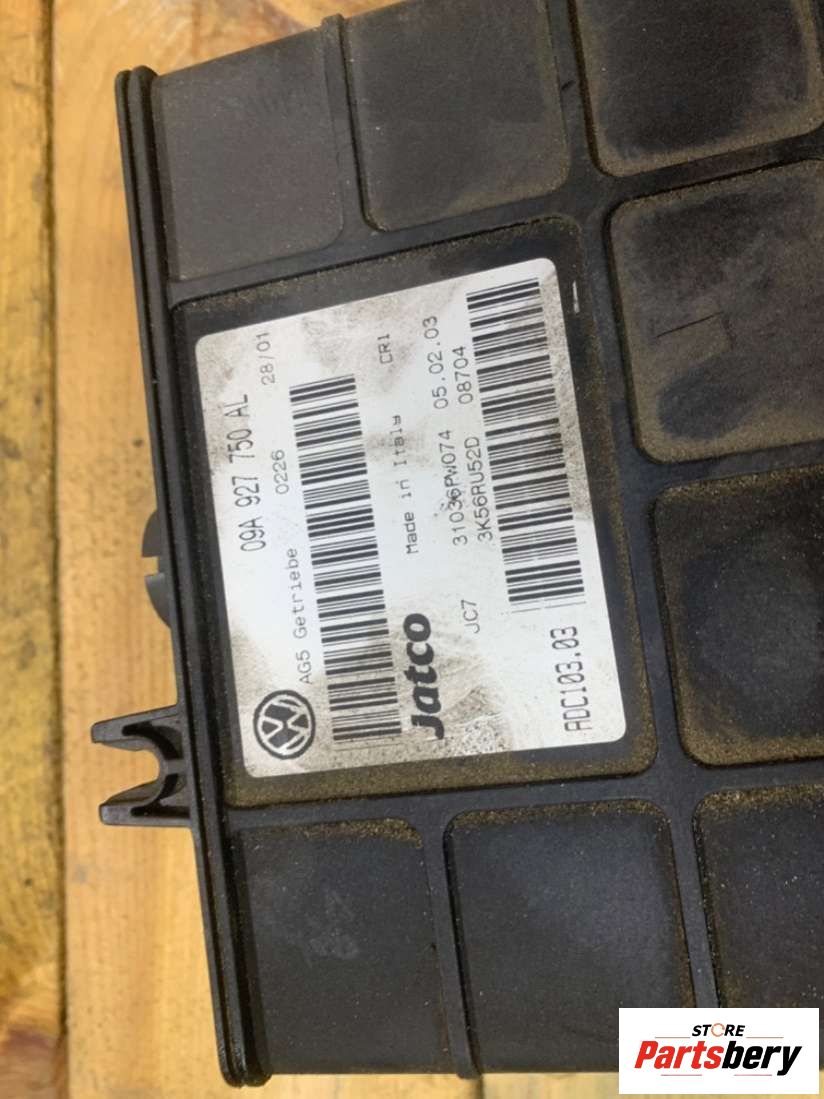 09A 927 750 AL
AG5 Getriebe 0226 28/01
Made in Italy CR1
Jatco
31036PW074 05.02.03
JC7 3K56RU52D 08704
ADC103.03
STORE
Partsbery